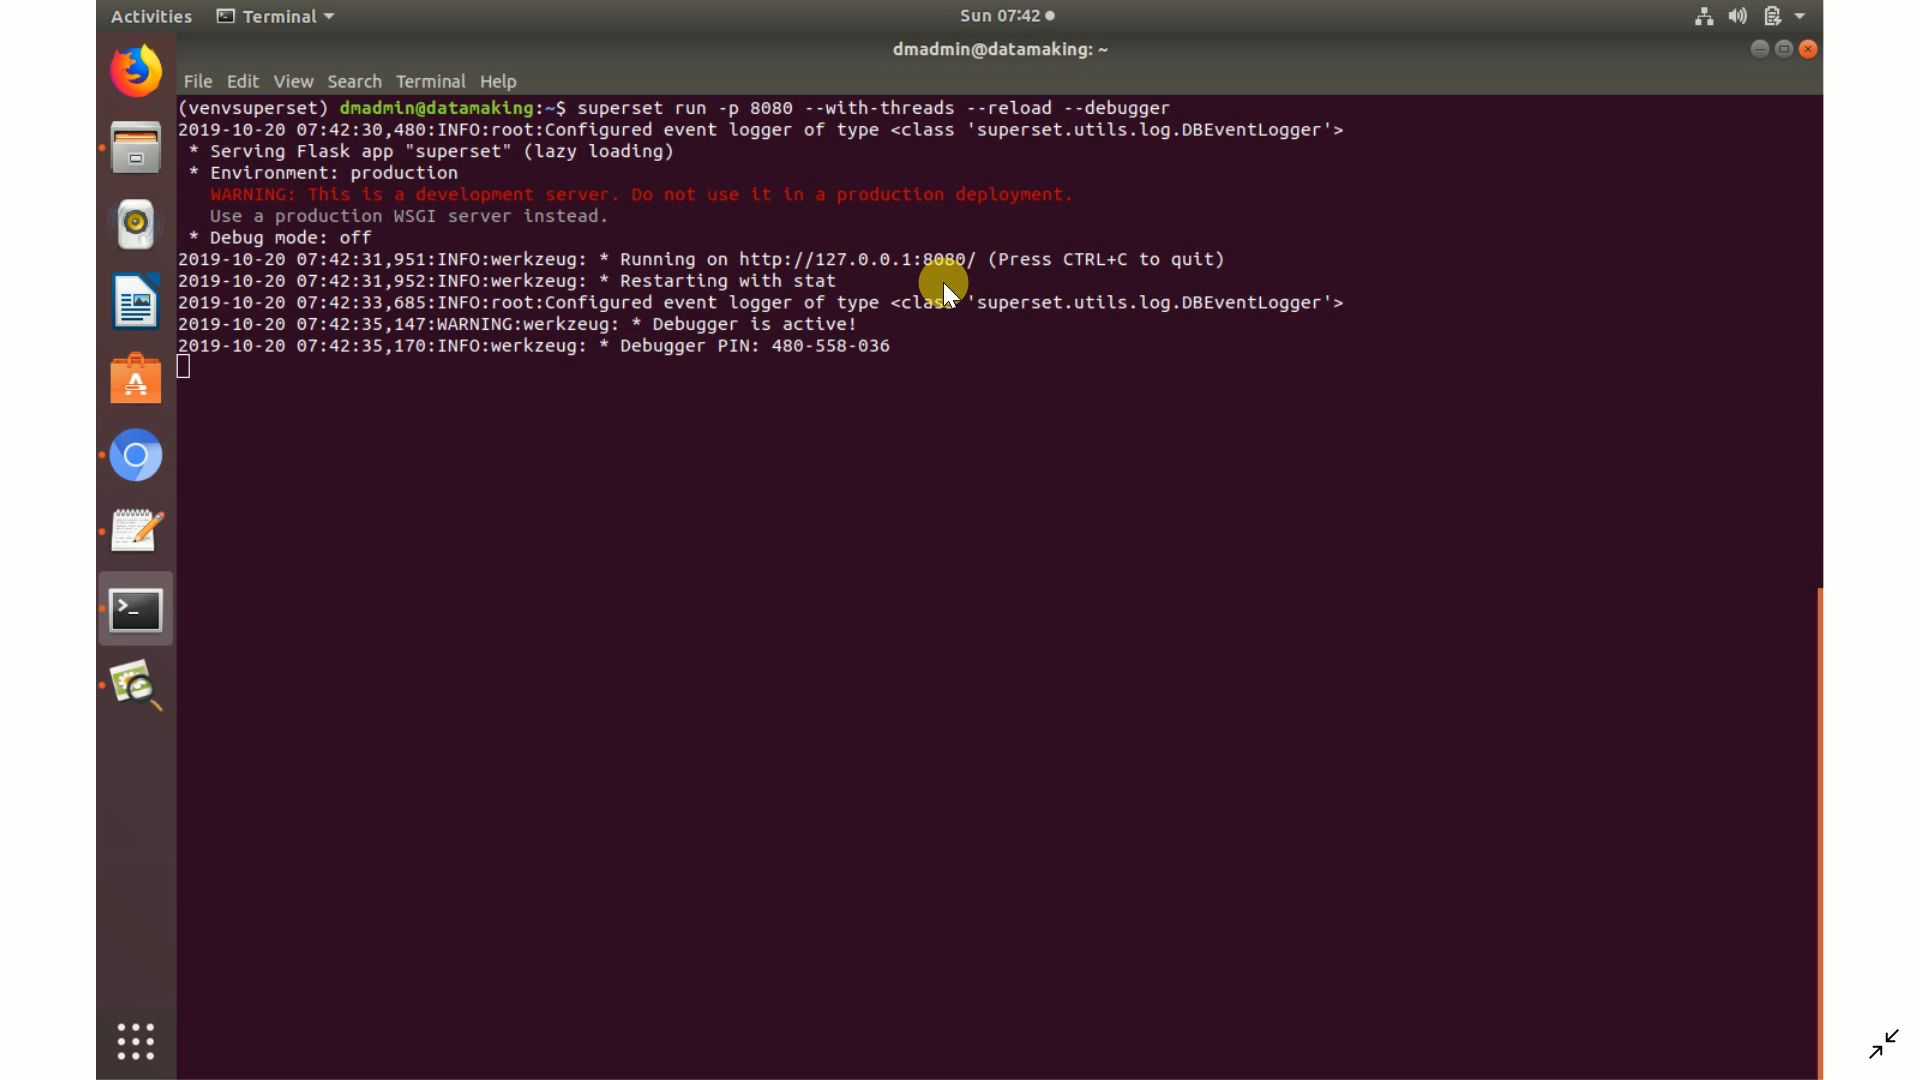 Activities Terminal Sun 07:42
dmadmin@datamaking: ~
File Edit View Search Terminal Help
(venvsuperset) dmadmin@datamaking:~$ superset run -p 8080 --with-threads --reload --debugger
2019-10-20 07:42:30,480:INFO:root:Configured event logger of type <class 'superset.utils.log.DBEventLogger'>
* Serving Flask app "superset" (lazy loading)
* Environment: production
WARNING: This is a development server. Do not use it in a production deployment.
Use a production WSGI server instead.
* Debug mode: off
2019-10-20 07:42:31,951:INFO:werkzeug: * Running on http://127.0.0.1:8080/ (Press CTRL+C to quit)
2019-10-20 07:42:31,952:INFO:werkzeug: * Restarting with stat
2019-10-20 07:42:33,685:INFO:root:Configured event logger of type <class 'superset.utils.log.DBEventLogger'>
2019-10-20 07:42:35,147:WARNING:werkzeug: * Debugger is active!
2019-10-20 07:42:35,170:INFO:werkzeug: * Debugger PIN: 480-558-036